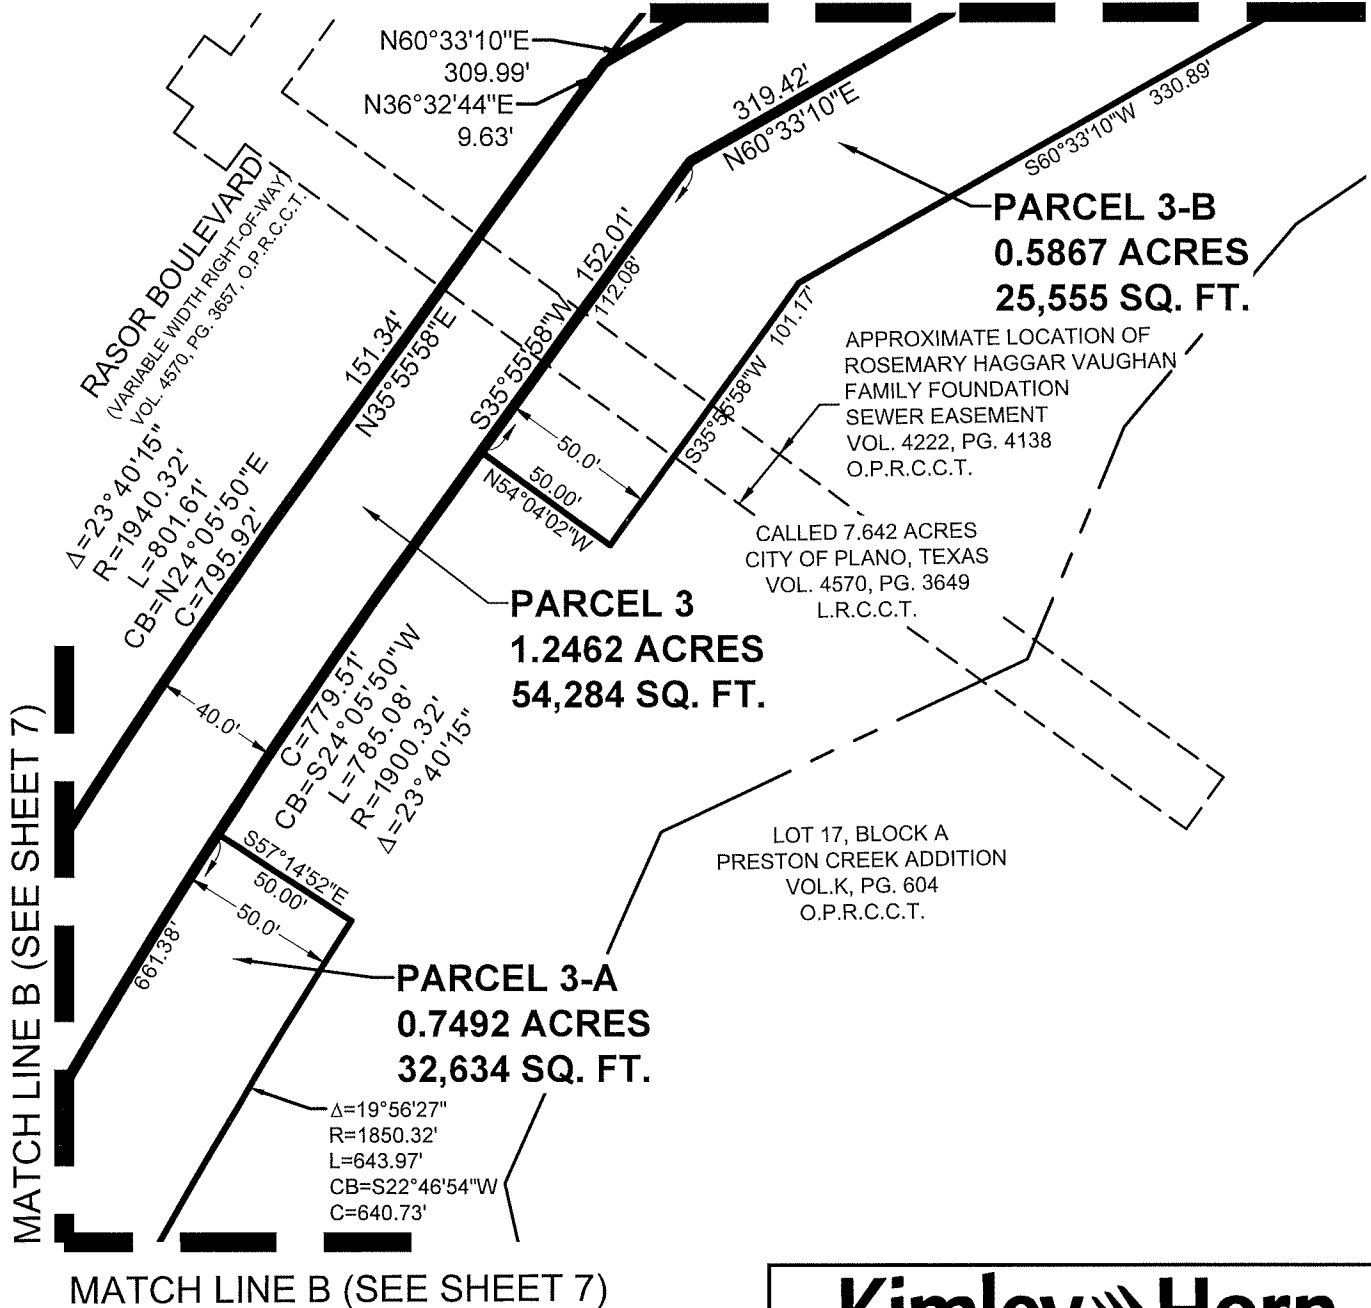 N60°33'10"E
309.99'
N36°32'44"E
9.63'
319.42'
N60°33'10"E
S60°33'10"W 330.89'
RASOR BOULEVARD
(VARIABLE WIDTH RIGHT-OF-WAY)
VOL. 4570, PG. 3657, O.P.R.C.C.T.
PARCEL 3-B
0.5867 ACRES
25,555 SQ. FT.
152.01'
S35°55'58"W
112.08'
151.34'
N35°55'58"E
S35°55'58"W 101.17'
APPROXIMATE LOCATION OF
ROSEMARY HAGGAR VAUGHAN
FAMILY FOUNDATION
SEWER EASEMENT
VOL. 4222, PG. 4138
O.P.R.C.C.T.
50.0'
50.00'
N54°04'02"W
Δ=23°40'15"
R=1940.32'
L=801.61'
CB=N24°05'50"E
C=795.92'
CALLED 7.642 ACRES
CITY OF PLANO, TEXAS
VOL. 4570, PG. 3649
L.R.C.C.T.
PARCEL 3
1.2462 ACRES
54,284 SQ. FT.
40.0'
C=779.51'
CB=S24°05'50"W
L=785.08'
R=1900.32'
Δ=23°40'15"
LOT 17, BLOCK A
PRESTON CREEK ADDITION
VOL.K, PG. 604
O.P.R.C.C.T.
S57°14'52"E
50.00'
50.0'
661.38'
PARCEL 3-A
0.7492 ACRES
32,634 SQ. FT.
Δ=19°56'27"
R=1850.32'
L=643.97'
CB=S22°46'54"W
C=640.73'
MATCH LINE B (SEE SHEET 7)
MATCH LINE B (SEE SHEET 7)
Kimley»Horn